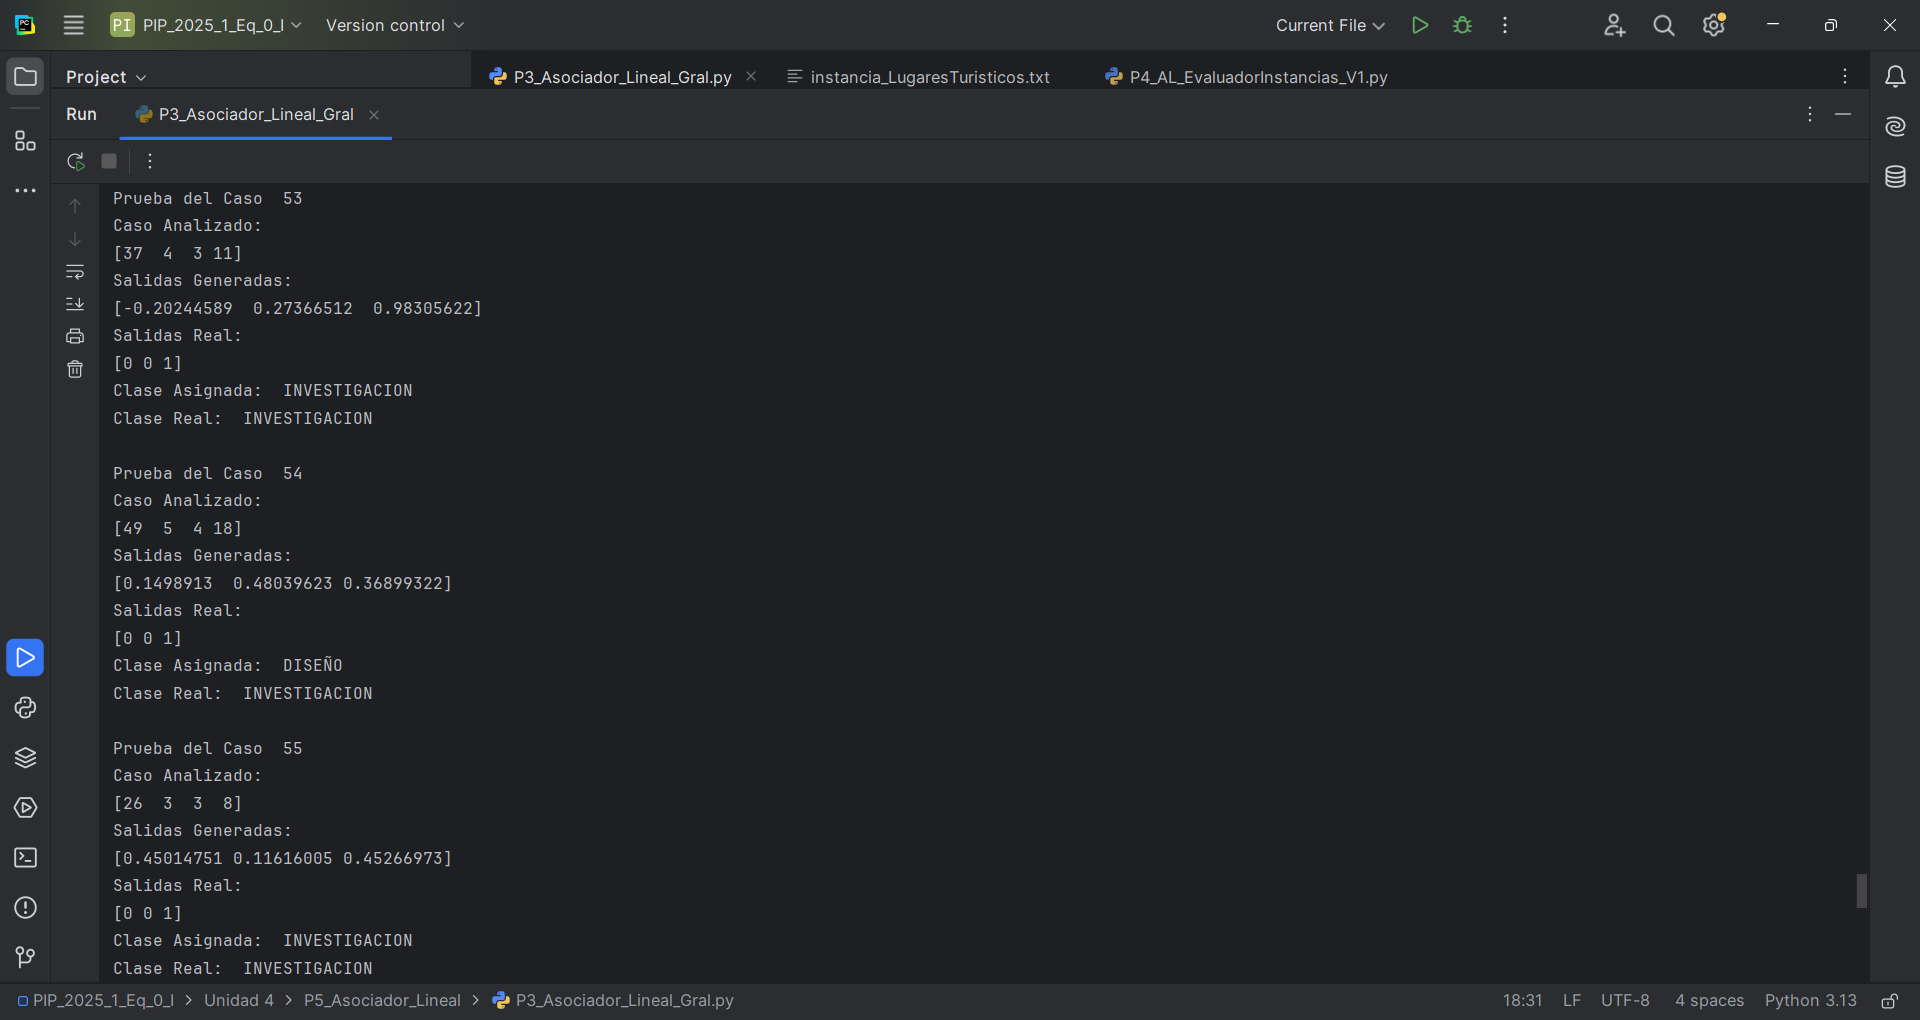 PC
PI PIP_2025_1_Eq_0_I Version control Current File
Project P3_Asociador_Lineal_Gral.py instancia_LugaresTuristicos.txt P4_AL_EvaluadorInstancias_V1.py
Run P3_Asociador_Lineal_Gral
Prueba del Caso  53
Caso Analizado:
[37  4  3 11]
Salidas Generadas:
[-0.20244589  0.27366512  0.98305622]
Salidas Real:
[0 0 1]
Clase Asignada:  INVESTIGACION
Clase Real:  INVESTIGACION
Prueba del Caso  54
Caso Analizado:
[49  5  4 18]
Salidas Generadas:
[0.1498913  0.48039623 0.36899322]
Salidas Real:
[0 0 1]
Clase Asignada:  DISEÑO
Clase Real:  INVESTIGACION
Prueba del Caso  55
Caso Analizado:
[26  3  3  8]
Salidas Generadas:
[0.45014751 0.11616005 0.45266973]
Salidas Real:
[0 0 1]
Clase Asignada:  INVESTIGACION
Clase Real:  INVESTIGACION
PIP_2025_1_Eq_0_I > Unidad 4 > P5_Asociador_Lineal > P3_Asociador_Lineal_Gral.py 18:31 LF UTF-8 4 spaces Python 3.13